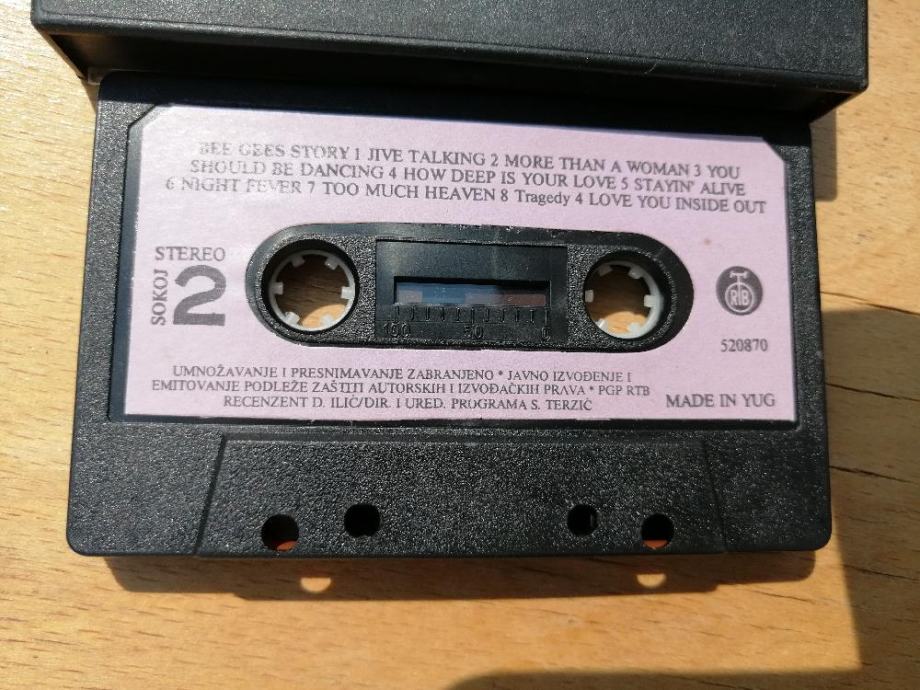 BEE GEES STORY 1 JIVE TALKING 2 MORE THAN A WOMAN 3 YOU
SHOULD BE DANCING 4 HOW DEEP IS YOUR LOVE 5 STAYIN' ALIVE
6 NIGHT FEVER 7 TOO MUCH HEAVEN 8 Tragedy 4 LOVE YOU INSIDE OUT
STEREO
SOKOJ
2
RTB
520870
100 50 0
UMNOŽAVANJE I PRESNIMAVANJE ZABRANJENO * JAVNO IZVOĐENJE I
EMITOVANJE PODLEŽE ZAŠTITI AUTORSKIH I IZVOĐAČKIH PRAVA * PGP RTB
RECENZENT D. ILIĆ/DIR. I URED. PROGRAMA S. TERZIĆ
MADE IN YUG